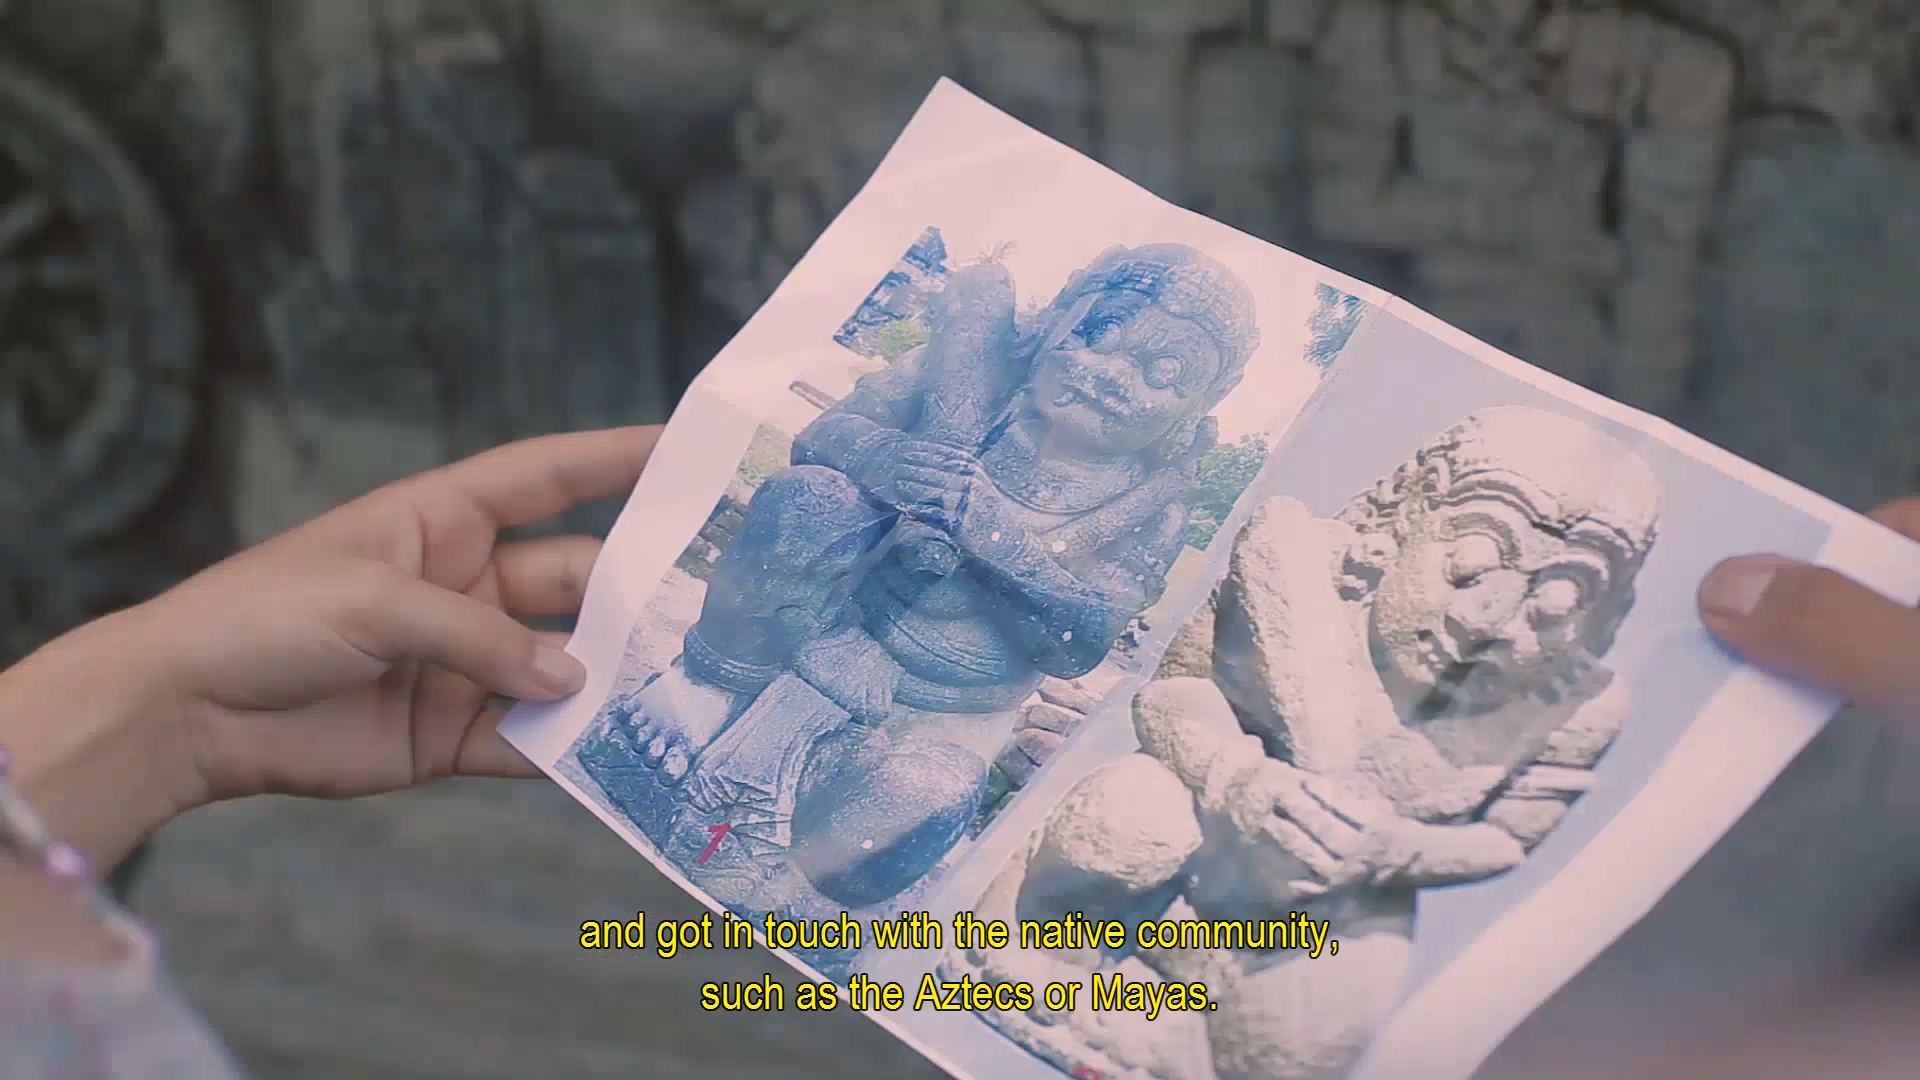 and got in touch with the native community,
such as the Aztecs or Mayas.